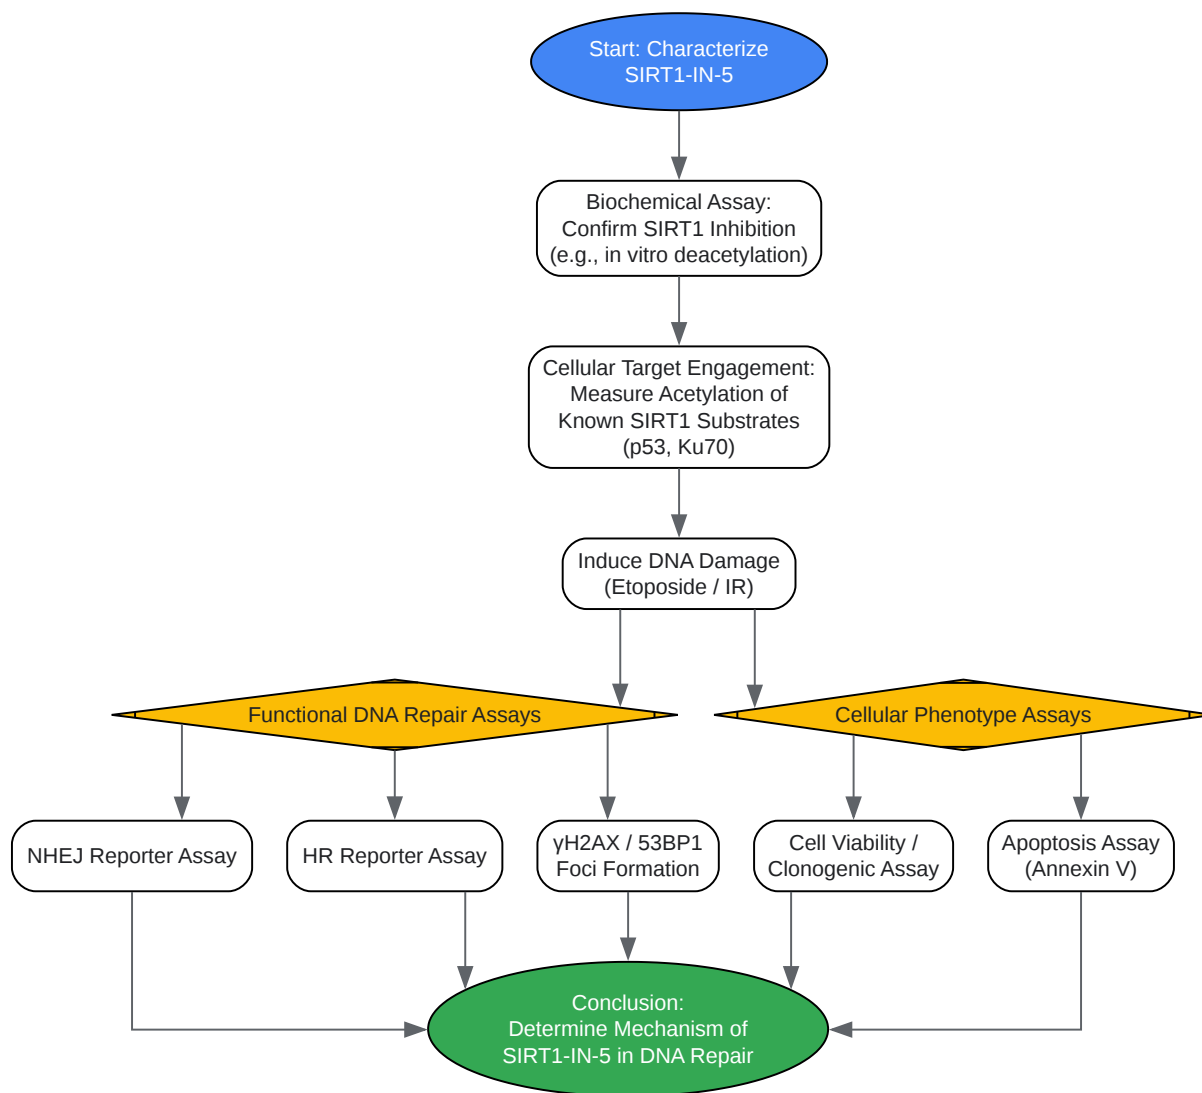 Start: Characterize
SIRT1-IN-5
Biochemical Assay:
Confirm SIRT1 Inhibition
(e.g., in vitro deacetylation)
Cellular Target Engagement:
Measure Acetylation of
Known SIRT1 Substrates
(p53, Ku70)
Induce DNA Damage
(Etoposide / IR)
Functional DNA Repair Assays
Cellular Phenotype Assays
NHEJ Reporter Assay
HR Reporter Assay
γH2AX / 53BP1
Foci Formation
Cell Viability /
Clonogenic Assay
Apoptosis Assay
(Annexin V)
Conclusion:
Determine Mechanism of
SIRT1-IN-5 in DNA Repair